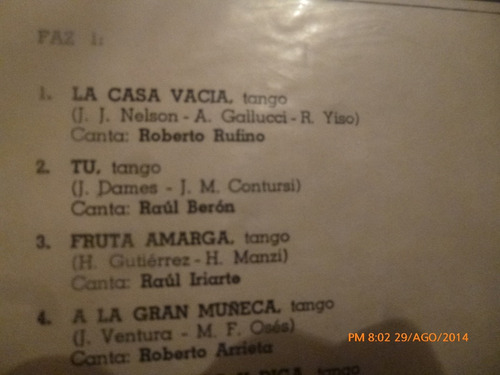 FAZ 1:
1. LA CASA VACIA, tango
(J. J. Nelson - A. Gallucci - R. Yiso)
Canta: Roberto Rufino
2. TU, tango
(J. Dames - J. M. Contursi)
Canta: Raúl Berón
3. FRUTA AMARGA, tango
(H. Gutiérrez - H. Manzi)
Canta: Raúl Iriarte
4. A LA GRAN MUÑECA, tango
(J. Ventura - M. F. Osés)
Canta: Roberto Arrieta
tango
PM 8:02 29/AGO/2014